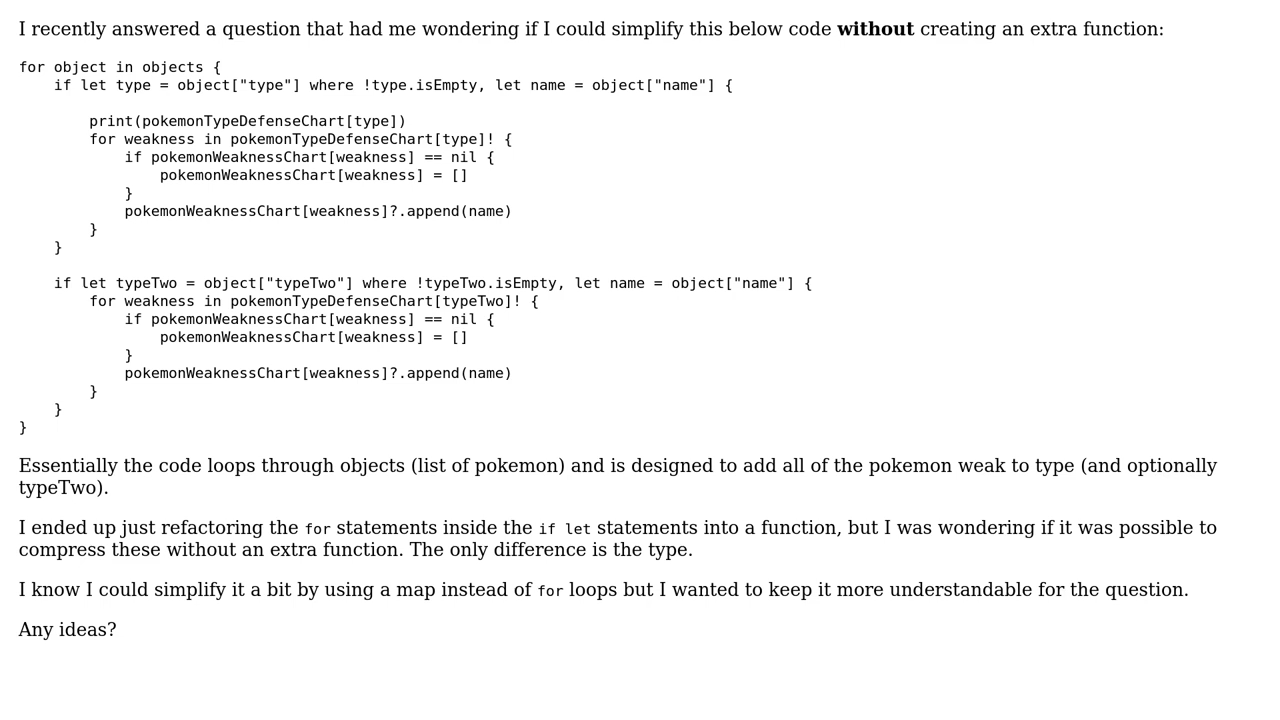 I recently answered a question that had me wondering if I could simplify this below code without creating an extra function:
for object in objects {
    if let type = object["type"] where !type.isEmpty, let name = object["name"] {
        print(pokemonTypeDefenseChart[type])
        for weakness in pokemonTypeDefenseChart[type]! {
            if pokemonWeaknessChart[weakness] == nil {
                pokemonWeaknessChart[weakness] = []
            }
            pokemonWeaknessChart[weakness]?.append(name)
        }
    }
    if let typeTwo = object["typeTwo"] where !typeTwo.isEmpty, let name = object["name"] {
        for weakness in pokemonTypeDefenseChart[typeTwo]! {
            if pokemonWeaknessChart[weakness] == nil {
                pokemonWeaknessChart[weakness] = []
            }
            pokemonWeaknessChart[weakness]?.append(name)
        }
    }
}
Essentially the code loops through objects (list of pokemon) and is designed to add all of the pokemon weak to type (and optionally
typeTwo).
I ended up just refactoring the for statements inside the if let statements into a function, but I was wondering if it was possible to
compress these without an extra function. The only difference is the type.
I know I could simplify it a bit by using a map instead of for loops but I wanted to keep it more understandable for the question.
Any ideas?